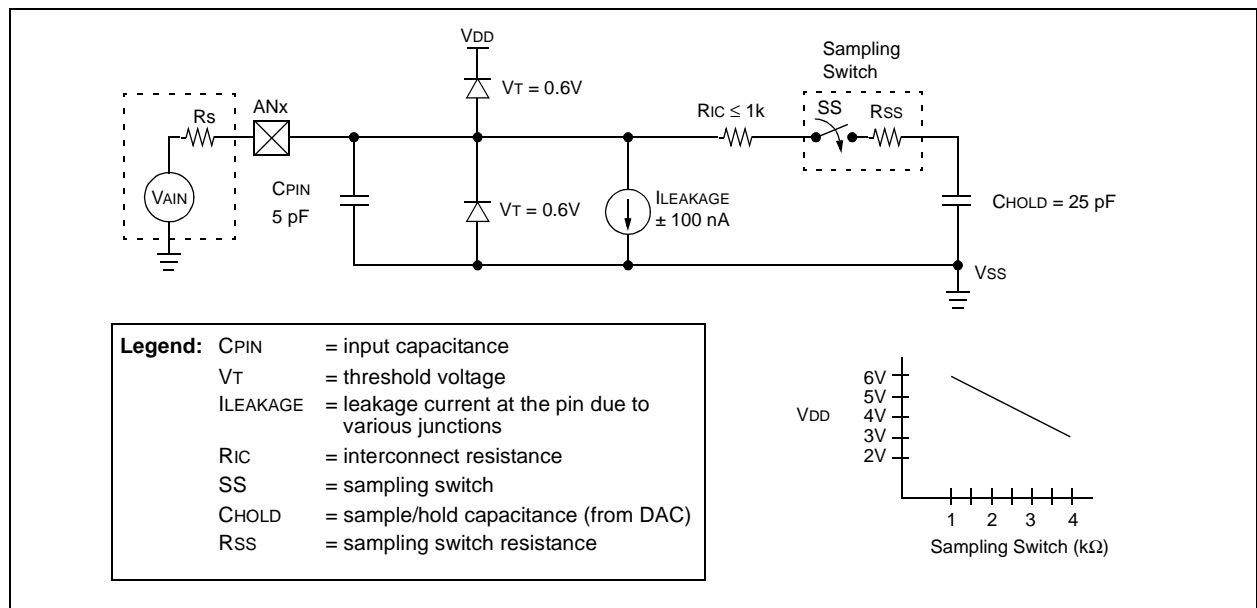 VDD
Sampling
Switch
VT = 0.6V
RIC ≤ 1k
SS
RSS
Rs
ANx
VAIN
CPIN
5 pF
VT = 0.6V
ILEAKAGE
± 100 nA
CHOLD = 25 pF
VSS
Legend: CPIN = input capacitance
VT = threshold voltage
ILEAKAGE = leakage current at the pin due to
various junctions
RIC = interconnect resistance
SS = sampling switch
CHOLD = sample/hold capacitance (from DAC)
RSS = sampling switch resistance
VDD
6V
5V
4V
3V
2V
1 2 3 4
Sampling Switch (kΩ)